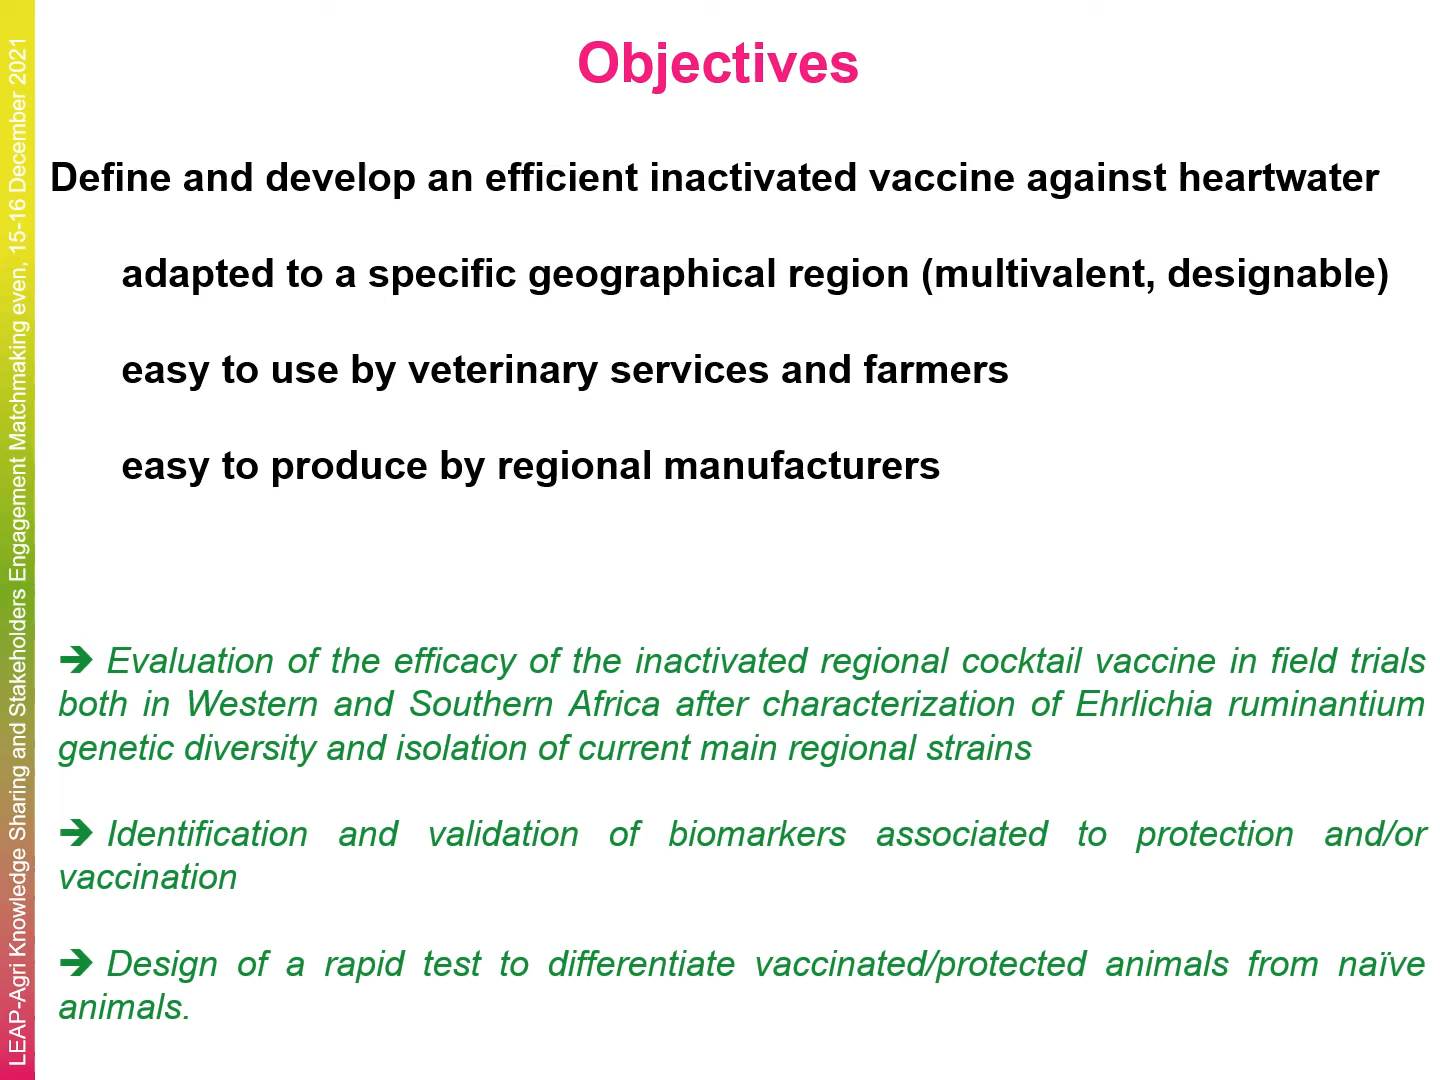 Objectives
Define and develop an efficient inactivated vaccine against heartwater
adapted to a specific geographical region (multivalent, designable)
easy to use by veterinary services and farmers
easy to produce by regional manufacturers
➔ Evaluation of the efficacy of the inactivated regional cocktail vaccine in field trials
both in Western and Southern Africa after characterization of Ehrlichia ruminantium
genetic diversity and isolation of current main regional strains
➔ Identification and validation of biomarkers associated to protection and/or
vaccination
➔ Design of a rapid test to differentiate vaccinated/protected animals from naïve
animals.
LEAP-Agri Knowledge Sharing and Stakeholders Engagement Matchmaking even, 15-16 December 2021